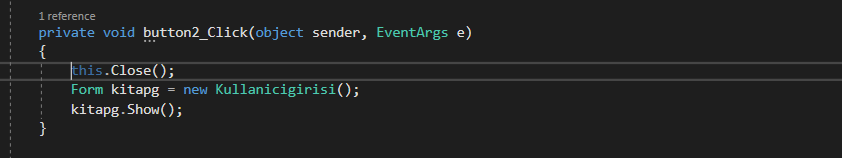 1 reference
private void button2_Click(object sender, EventArgs e)
{
this.Close();
Form kitapg = new Kullanicigirisi();
kitapg.Show();
}